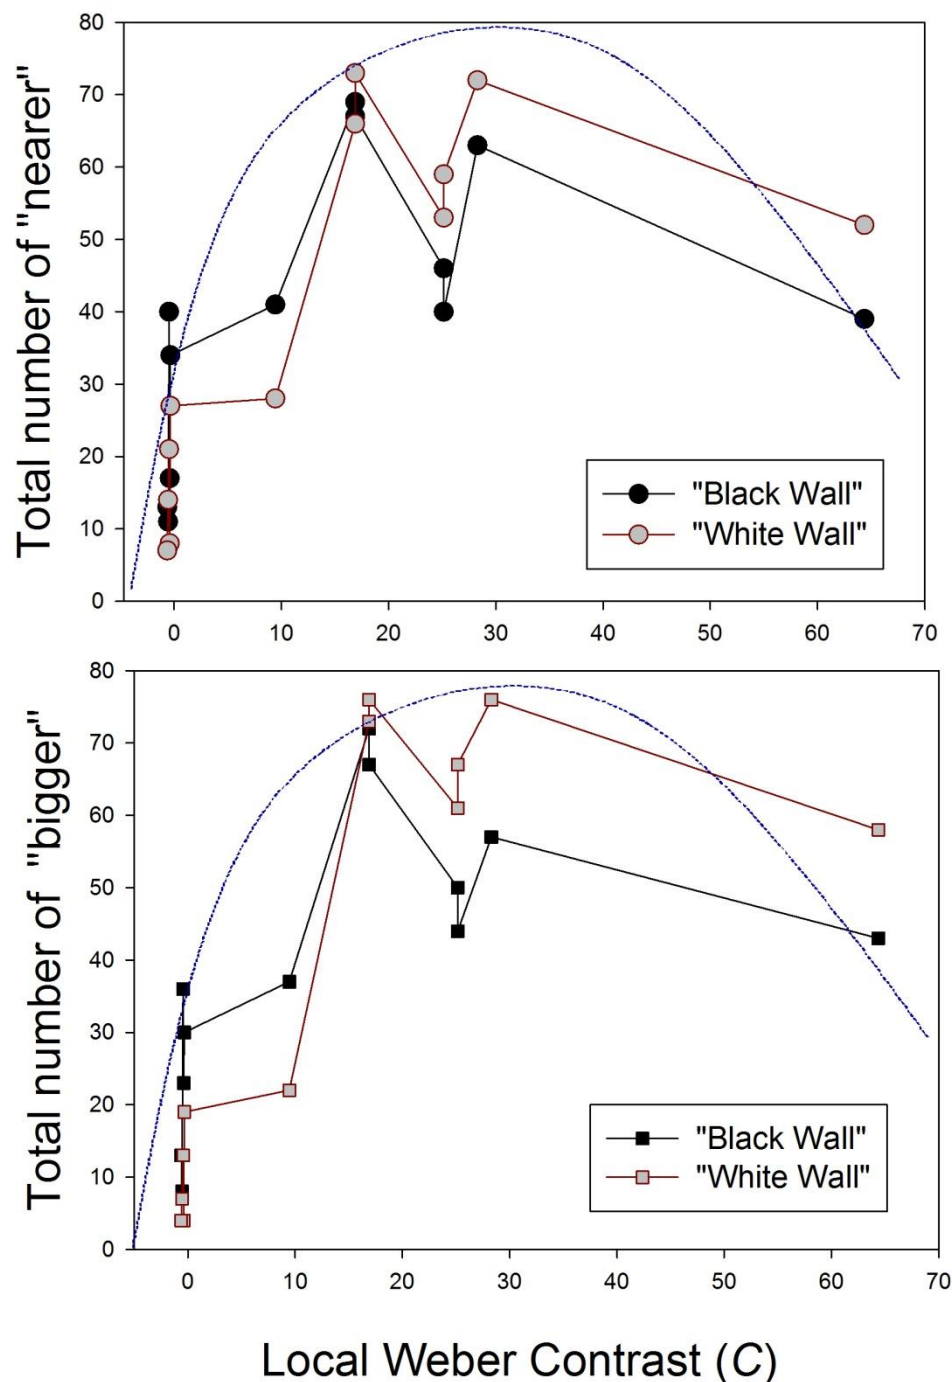 Total number of "nearer"
80
70
60
50
40
30
20
10
0
"Black Wall"
"White Wall"
0 10 20 30 40 50 60 70
Total number of "bigger"
80
70
60
50
40
30
20
10
0
"Black Wall"
"White Wall"
0 10 20 30 40 50 60 70
Local Weber Contrast (C)